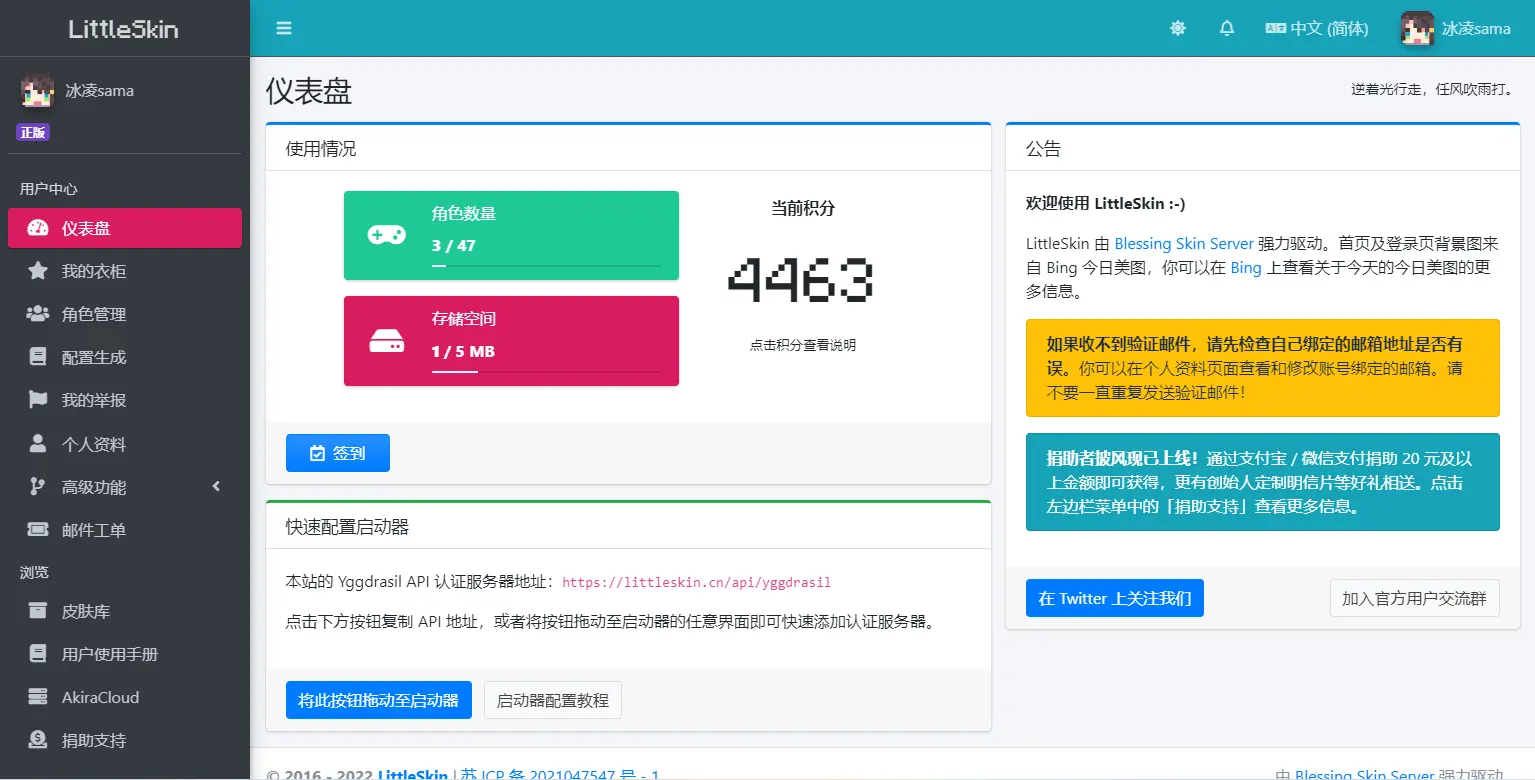 LittleSkin
中文 (简体)
冰凌sama
冰凌sama
正版
用户中心
仪表盘
我的衣柜
角色管理
配置生成
我的举报
个人资料
高级功能
邮件工单
浏览
皮肤库
用户使用手册
AkiraCloud
捐助支持
仪表盘
逆着光行走，任风吹雨打。
使用情况
角色数量
3 / 47
存储空间
1 / 5 MB
当前积分
4463
点击积分查看说明
签到
快速配置启动器
本站的 Yggdrasil API 认证服务器地址：https://littleskin.cn/api/yggdrasil
点击下方按钮复制 API 地址，或者将按钮拖动至启动器的任意界面即可快速添加认证服务器。
将此按钮拖动至启动器
启动器配置教程
公告
欢迎使用 LittleSkin :-)
LittleSkin 由 Blessing Skin Server 强力驱动。首页及登录页背景图来
自 Bing 今日美图，你可以在 Bing 上查看关于今天的今日美图的更
多信息。
如果收不到验证邮件，请先检查自己绑定的邮箱地址是否有
误。你可以在个人资料页面查看和修改账号绑定的邮箱。请
不要一直重复发送验证邮件！
捐助者披风现已上线！通过支付宝 / 微信支付捐助 20 元及以
上金额即可获得，更有创始人定制明信片等好礼相送。点击
左边栏菜单中的「捐助支持」查看更多信息。
在 Twitter 上关注我们
加入官方用户交流群
© 2016 - 2022 LittleSkin | 苏 ICP 备 2021047547 号 - 1
由 Blessing Skin Server 强力驱动